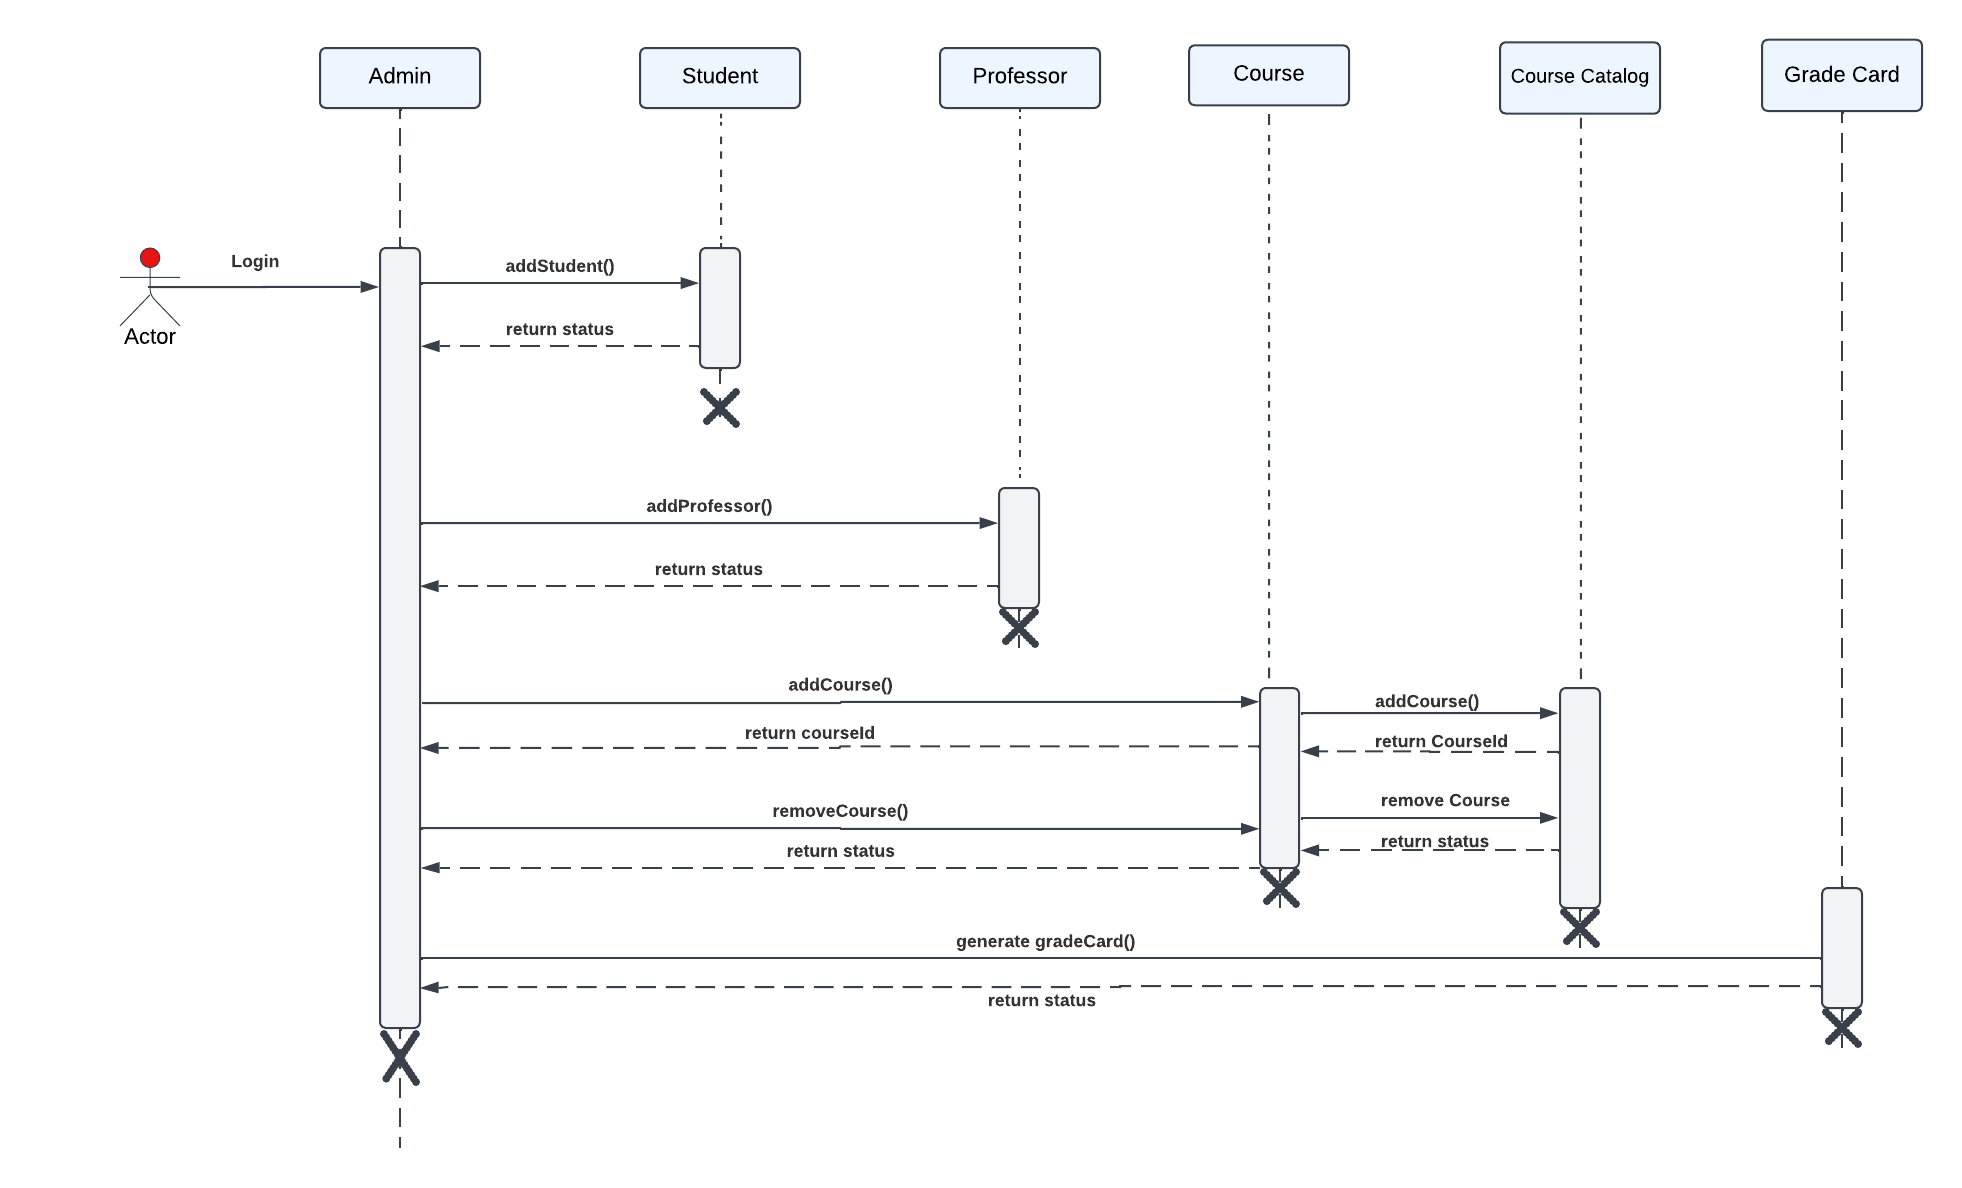 Admin
Student
Professor
Course
Course Catalog
Grade Card
Login
addStudent()
return status
Actor
addProfessor()
return status
addCourse()
addCourse()
return courseId
return CourseId
removeCourse()
remove Course
return status
return status
generate gradeCard()
return status